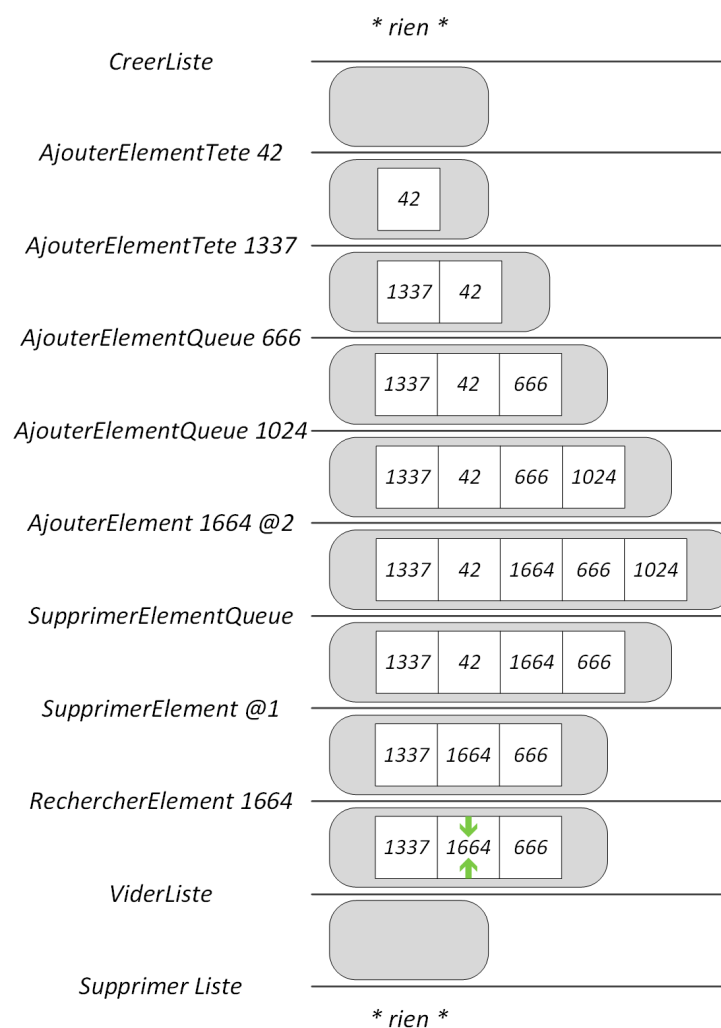 * rien *
CreerListe
AjouterElementTete 42
42
AjouterElementTete 1337
1337 42
AjouterElementQueue 666
1337 42 666
AjouterElementQueue 1024
1337 42 666 1024
AjouterElement 1664 @2
1337 42 1664 666 1024
SupprimerElementQueue
1337 42 1664 666
SupprimerElement @1
1337 1664 666
RechercherElement 1664
1337 1664 666
ViderListe
Supprimer Liste
* rien *